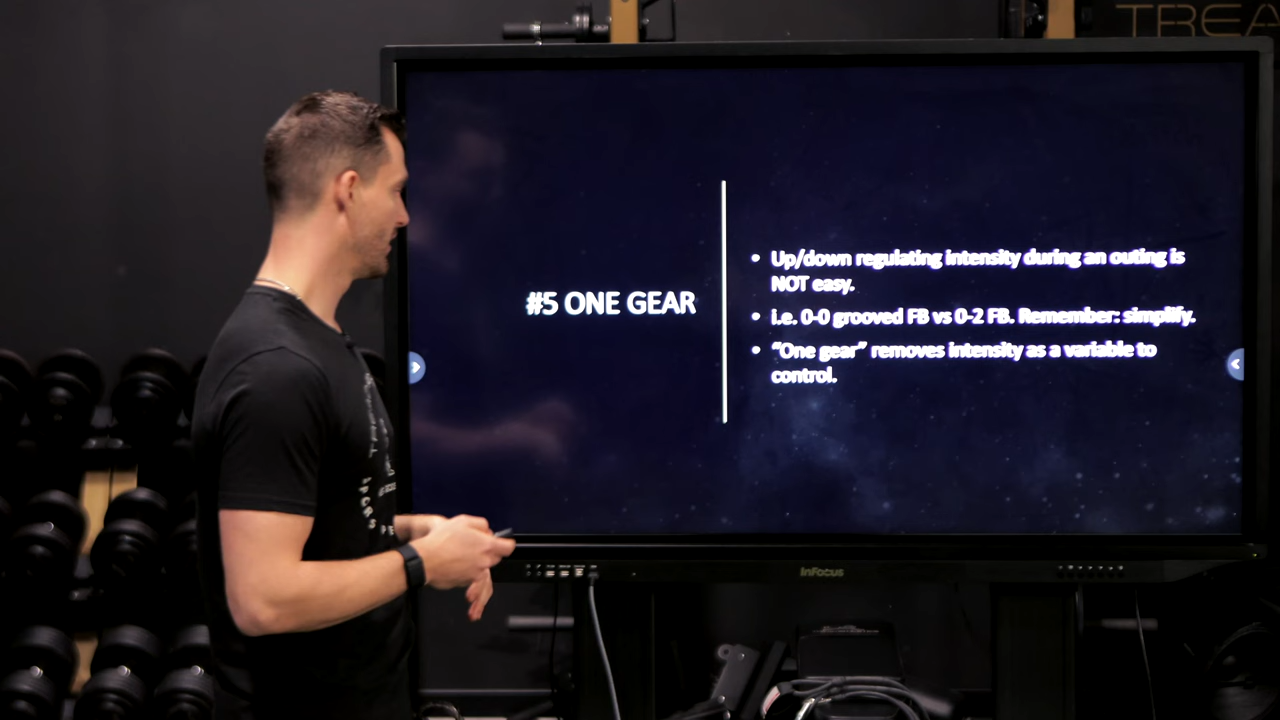 TREA
#5 ONE GEAR
• Up/down regulating intensity during an outing is
NOT easy.
• i.e. 0-0 grooved FB vs 0-2 FB. Remember: simplify.
• “One gear” removes intensity as a variable to
control.
InFocus